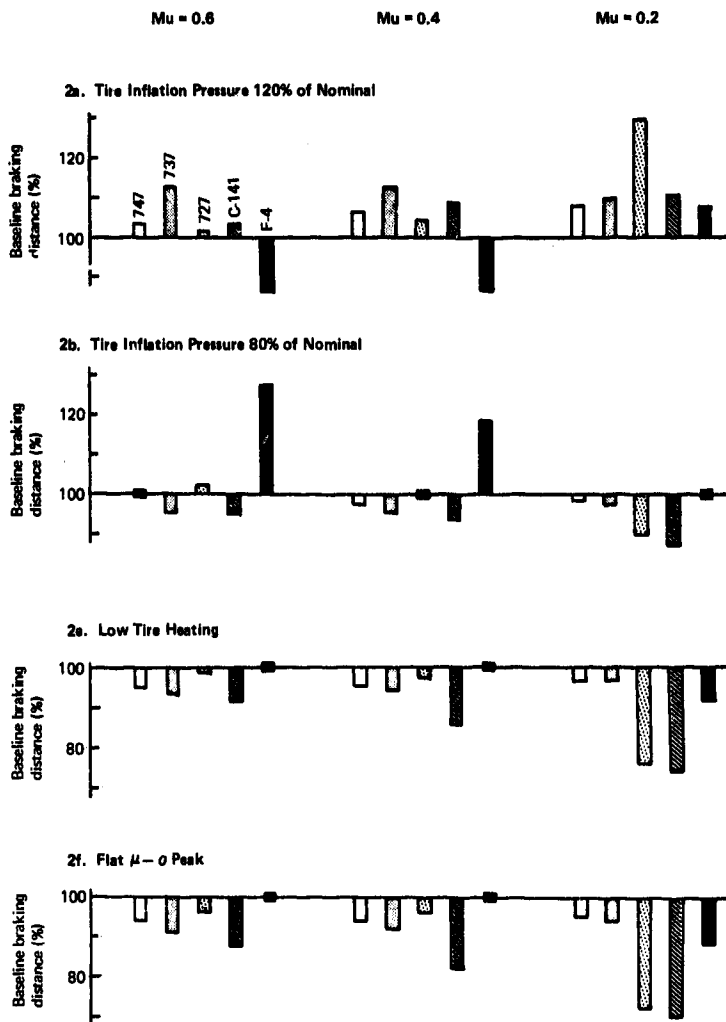 Mu = 0.6 Mu = 0.4 Mu = 0.2
2a. Tire Inflation Pressure 120% of Nominal
Baseline braking
distance (%)
120
100
747
737
727
C-141
F-4
2b. Tire Inflation Pressure 80% of Nominal
Baseline braking
distance (%)
120
100
2e. Low Tire Heating
Baseline braking
distance (%)
100
80
2f. Flat μ – σ Peak
Baseline braking
distance (%)
100
80